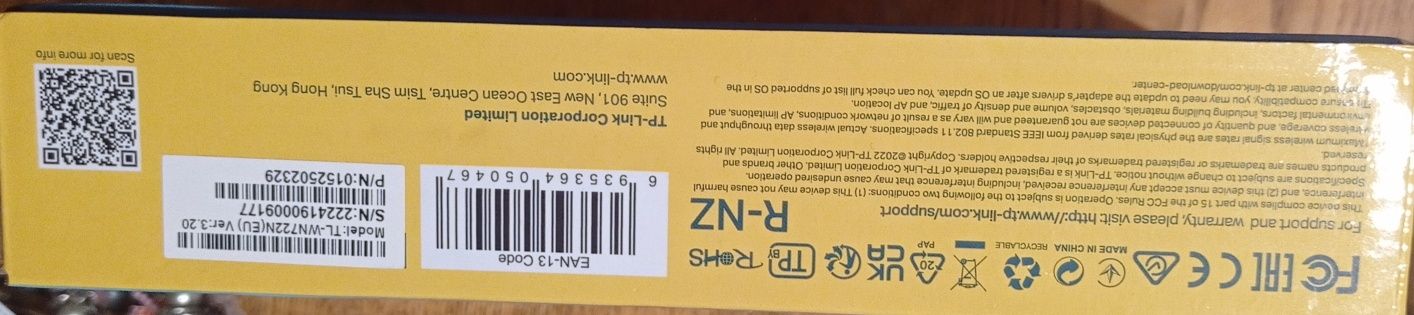 FC EAC CE
MADE IN CHINA RECYCLABLE 20 PAP
UK CA
TP BY
RoHS
R-NZ
For support and warranty, please visit http://www.tp-link.com/support
This device complies with part 15 of the FCC Rules. Operation is subject to the following two conditions: (1) This device may not cause harmful
interference, and (2) this device must accept any interference received, including interference that may cause undesired operation.
Specifications are subject to change without notice. TP-Link is a registered trademark of TP-Link Corporation Limited. Other brands and
products names are trademarks or registered trademarks of their respective holders. Copyright ©2022 TP-Link Corporation Limited. All rights
reserved.
Maximum wireless signal rates are the physical rates derived from IEEE Standard 802.11 specifications. Actual wireless data throughput and
wireless coverage, and quantity of connected devices are not guaranteed and will vary as a result of network conditions, AP limitations, and
environmental factors, including building materials, obstacles, volume and density of traffic, and AP location.
To ensure compatibility, you may need to update the adapter's drivers after an OS update. You can check full list of supported OS in the
center at tp-link.com/download-center.
EAN-13 Code
6 935364 050467
TP-Link Corporation Limited
Suite 901, New East Ocean Centre, Tsim Sha Tsui, Hong Kong
www.tp-link.com
Model: TL-WN722N(EU) Ver:3.20
S/N: 2224190009177
P/N:0152502329
Scan for more info